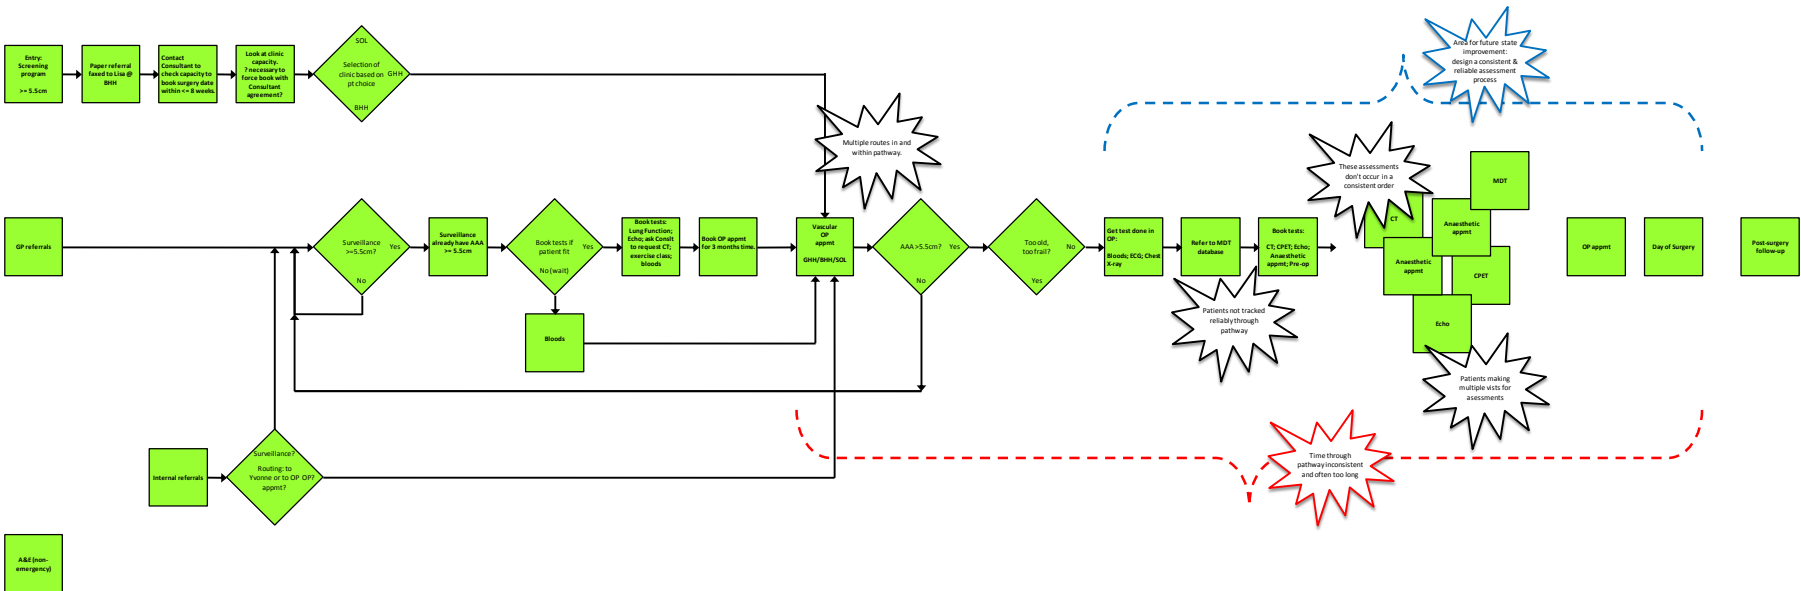 Entry:
Screening
program
>= 5.5cm
Paper referral
faxed to Lisa @
BHH
Contact
Consultant to
check capacity to
book surgery date
within <= 8 weeks.
Look at clinic
capacity.
? necessary to
force book with
Consultant
agreement?
SOL
Selection of
clinic based on
pt choice
GHH
BHH
Multiple routes in and
within pathway.
Area for future state
improvement:
design a consistent &
reliable assessment
process
These assessments
don't occur in a
consistent order
MDT
GP referrals
Surveillance
>=5.5cm?
Yes
No
Surveillance
already have AAA
>= 5.5cm
Book tests if
patient fit
Yes
No (wait)
Book tests:
Lung Function;
Echo; ask Conslt
to request CT;
exercise class;
bloods
Book OP appmt
for 3 months time.
Vascular
OP
appmt
GHH/BHH/SOL
AAA >5.5cm?
Yes
No
Too old,
too frail?
No
Yes
Get test done in
OP:
Bloods; ECG; Chest
X-ray
Refer to MDT
database
Book tests:
CT; CPET; Echo;
Anaesthetic
appmt; Pre-op
CT
Anaesthetic
appmt
Anaesthetic
appmt
CPET
Echo
OP appmt
Day of Surgery
Post-surgery
follow-up
Bloods
Patients not tracked
reliably through
pathway
Patients making
multiple vists for
asessments
Internal referrals
Surveillance?
Routing: to
Yvonne or to OP
appmt?
OP?
Time through
pathway inconsistent
and often too long
A&E (non-
emergency)